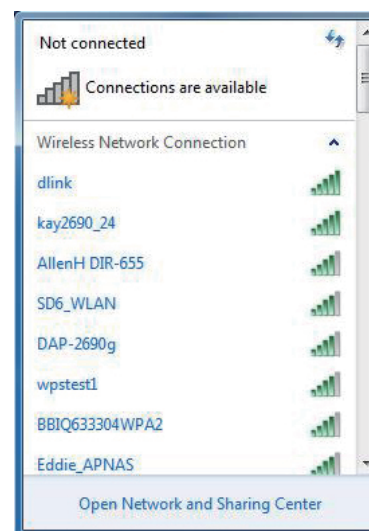 Not connected
Connections are available
Wireless Network Connection
dlink
kay2690_24
AllenH DIR-655
SD6_WLAN
DAP-2690g
wpstest1
BBIQ633304WPA2
Eddie_APNAS
Open Network and Sharing Center